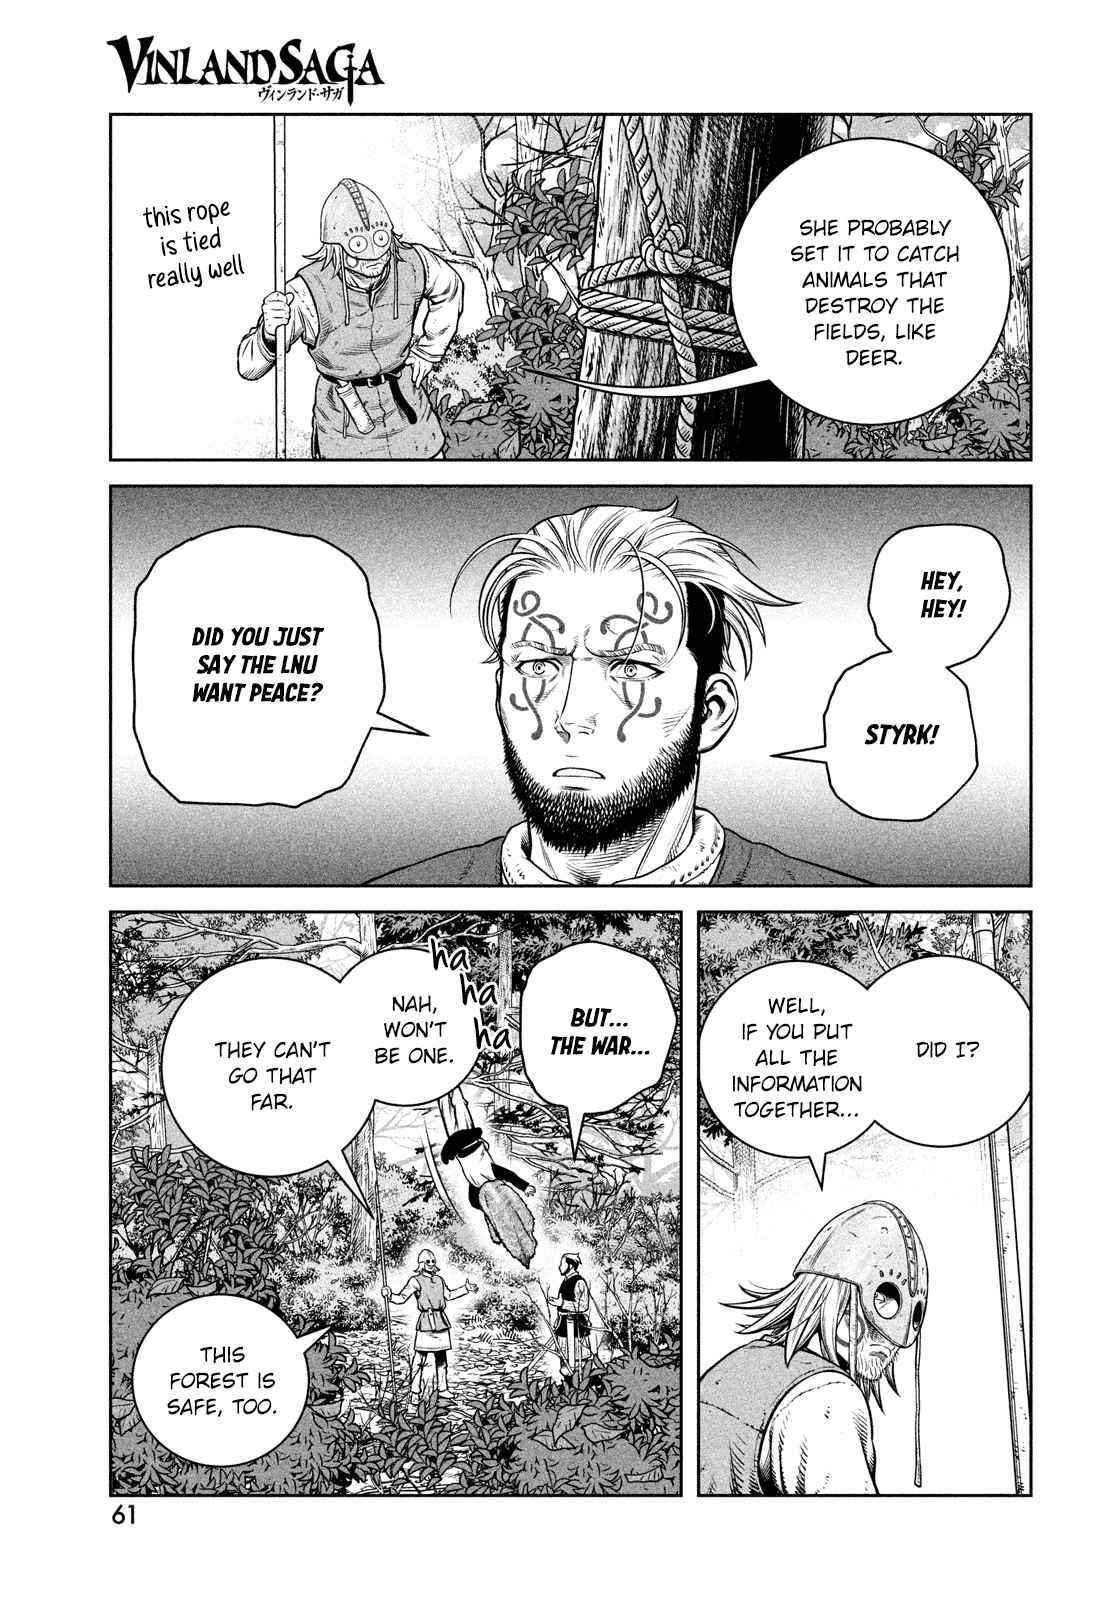 VINLAND SAGA
ヴィンランド・サガ
SHE PROBABLY
SET IT TO CATCH
ANIMALS THAT
DESTROY THE
FIELDS, LIKE
DEER.
this rope
is tied
really well
HEY,
HEY!
STYRK!
DID YOU JUST
SAY THE LNU
WANT PEACE?
DID I?
WELL,
IF YOU PUT
ALL THE
INFORMATION
TOGETHER...
BUT...
THE WAR...
ha
ha
ha
NAH,
WON'T
BE ONE.
THEY CAN'T
GO THAT
FAR.
THIS
FOREST IS
SAFE, TOO.
61